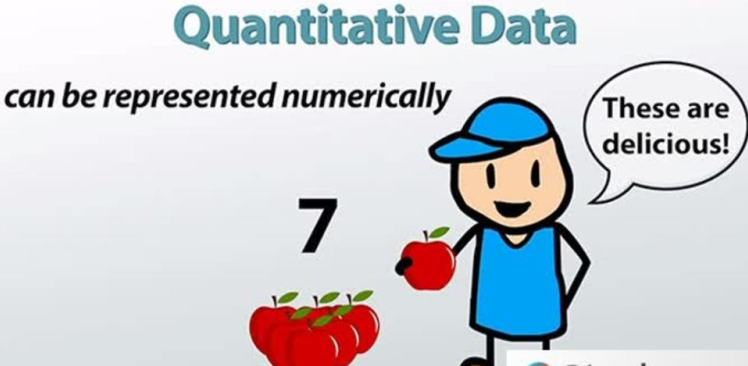 Quantitative Data
can be represented numerically
These are
delicious!
7